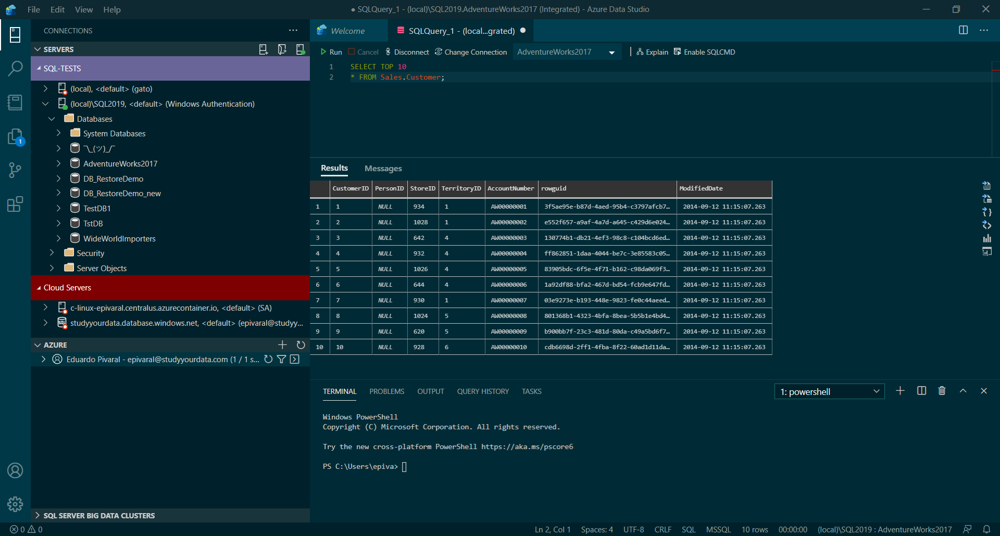 File Edit View Help
● SQLQuery_1 - (local)\SQL2019.AdventureWorks2017 (Integrated) - Azure Data Studio
CONNECTIONS
SERVERS
SQL-TESTS
(local), <default> (gato)
(local)\SQL2019, <default> (Windows Authentication)
Databases
System Databases
¯\_(ツ)_/¯
AdventureWorks2017
DB_RestoreDemo
DB_RestoreDemo_new
TestDB1
TstDB
WideWorldImporters
Security
Server Objects
Cloud Servers
c-linux-epivaral.centralus.azurecontainer.io, <default> (SA)
SQL
studyyourdata.database.windows.net, <default> (epivaral@studyy...
AZURE
Eduardo Pivaral - epivaral@studyyourdata.com (1 / 1 s...
SQL SERVER BIG DATA CLUSTERS
1
Welcome
SQLQuery_1 - (local...grated) ●
Run Cancel Disconnect Change Connection AdventureWorks2017 Explain Enable SQLCMD
1 SELECT TOP 10
2 * FROM Sales.Customer;
Results Messages
CustomerID PersonID StoreID TerritoryID AccountNumber rowguid ModifiedDate
1 1 NULL 934 1 AW00000001 3f5ae95e-b87d-4aed-95b4-c3797afcb7... 2014-09-12 11:15:07.263
2 2 NULL 1028 1 AW00000002 e552f657-a9af-4a7d-a645-c429d6e024... 2014-09-12 11:15:07.263
3 3 NULL 642 4 AW00000003 130774b1-db21-4ef3-98c8-c104bcd6ed... 2014-09-12 11:15:07.263
4 4 NULL 932 4 AW00000004 ff862851-1daa-4044-be7c-3e85583c05... 2014-09-12 11:15:07.263
5 5 NULL 1026 4 AW00000005 83905bdc-6f5e-4f71-b162-c98da069f3... 2014-09-12 11:15:07.263
6 6 NULL 644 4 AW00000006 1a92df88-bfa2-467d-bd54-fcb9e647fd... 2014-09-12 11:15:07.263
7 7 NULL 930 1 AW00000007 03e9273e-b193-448e-9823-fe0c44aeed... 2014-09-12 11:15:07.263
8 8 NULL 1024 5 AW00000008 801368b1-4323-4bfa-8bea-5b5b1e4bd4... 2014-09-12 11:15:07.263
9 9 NULL 620 5 AW00000009 b900bb7f-23c3-481d-80da-c49a5bd6f7... 2014-09-12 11:15:07.263
10 10 NULL 928 6 AW00000010 cdb6698d-2ff1-4fba-8f22-60ad1d11da... 2014-09-12 11:15:07.263
TERMINAL PROBLEMS OUTPUT QUERY HISTORY TASKS
1: powershell
Windows PowerShell
Copyright (C) Microsoft Corporation. All rights reserved.
Try the new cross-platform PowerShell https://aka.ms/pscore6
PS C:\Users\epiva>
0 0
Ln 2, Col 1 Spaces: 4 UTF-8 CRLF SQL MSSQL 10 rows 00:00:00 (local)\SQL2019 : AdventureWorks2017